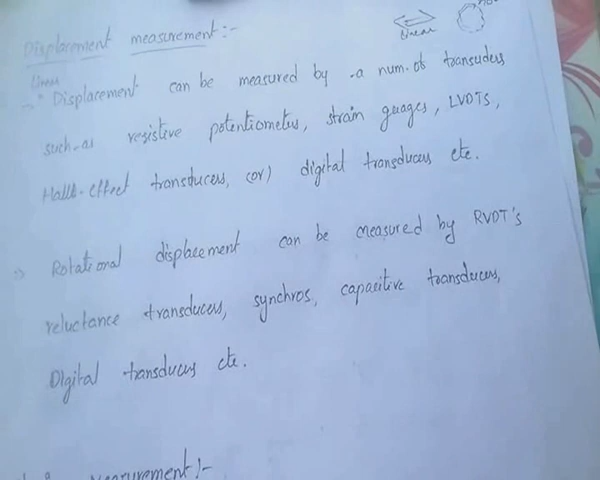 Linear
Displacement measurement:-
Linear
Displacement can be measured by a num. of transuders
such-as resistive potentiometers, strain guages, LVDTS,
Hall-effect transducers, (or) digital transducers etc.
Rotational displacement can be measured by RVDT's
reluctance transducers, synchros, capacitive transducers,
Digital transducers etc.
measurement:-